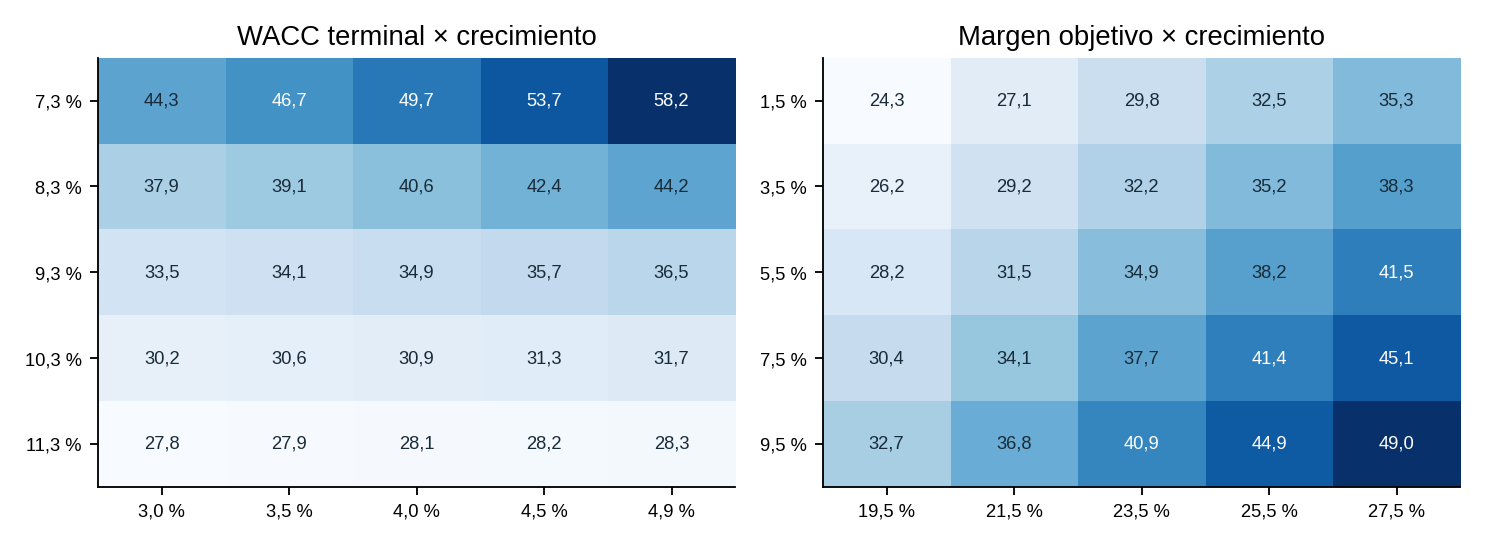 WACC terminal × crecimiento
7,3 % 44,3 46,7 49,7 53,7 58,2
8,3 % 37,9 39,1 40,6 42,4 44,2
9,3 % 33,5 34,1 34,9 35,7 36,5
10,3 % 30,2 30,6 30,9 31,3 31,7
11,3 % 27,8 27,9 28,1 28,2 28,3
3,0 % 3,5 % 4,0 % 4,5 % 4,9 %
Margen objetivo × crecimiento
1,5 % 24,3 27,1 29,8 32,5 35,3
3,5 % 26,2 29,2 32,2 35,2 38,3
5,5 % 28,2 31,5 34,9 38,2 41,5
7,5 % 30,4 34,1 37,7 41,4 45,1
9,5 % 32,7 36,8 40,9 44,9 49,0
19,5 % 21,5 % 23,5 % 25,5 % 27,5 %